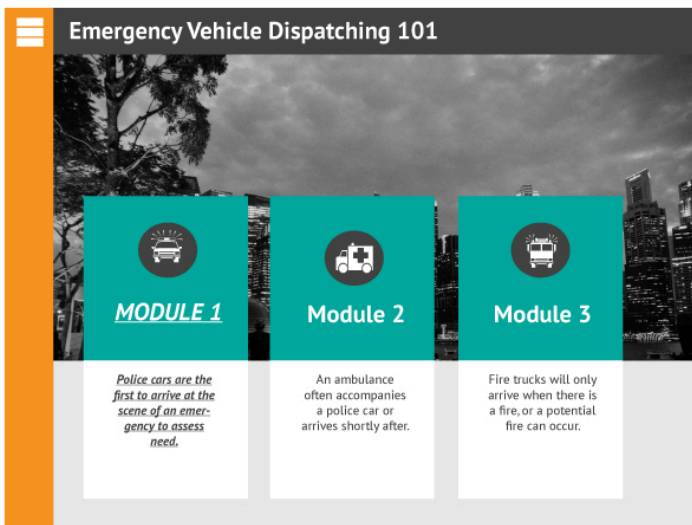 Emergency Vehicle Dispatching 101
MODULE 1
Police cars are the
first to arrive at the
scene of an emer-
gency to assess
need.
Module 2
An ambulance
often accompanies
a police car or
arrives shortly after.
Module 3
Fire trucks will only
arrive when there is
a fire, or a potential
fire can occur.